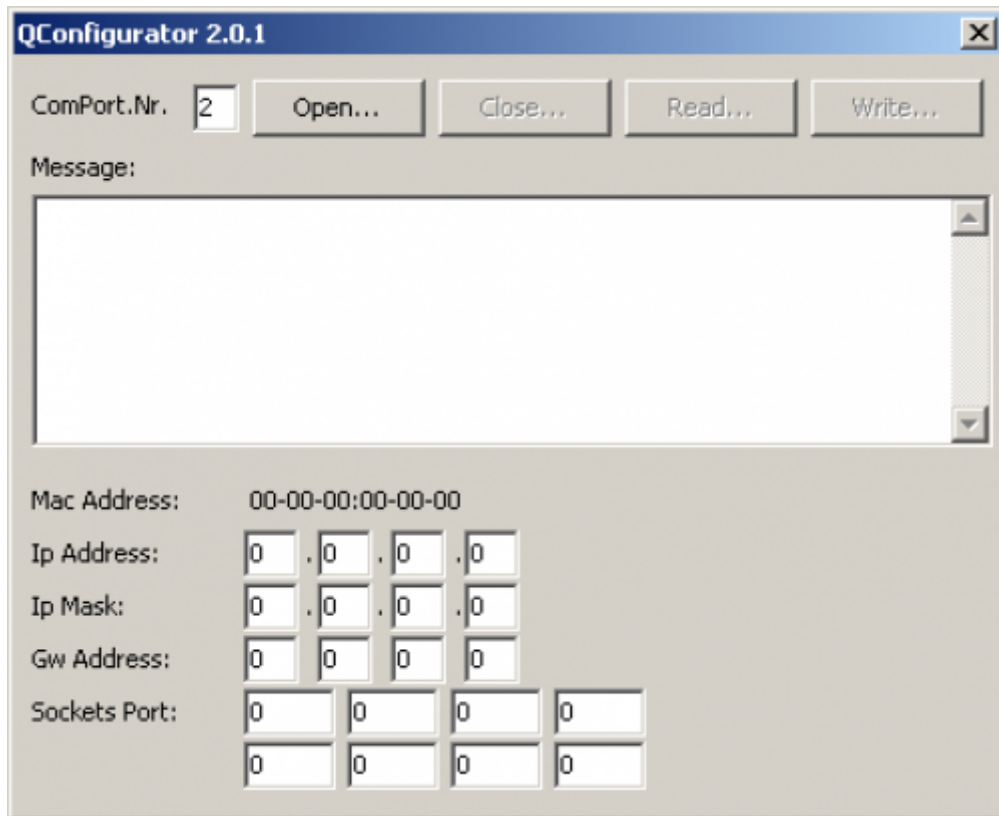 QConfigurator 2.0.1
ComPort.Nr. 2 Open... Close... Read... Write...
Message:
Mac Address: 00-00-00:00-00-00
Ip Address: 0 . 0 . 0 . 0
Ip Mask: 0 . 0 . 0 . 0
Gw Address: 0 0 0 0
Sockets Port: 0 0 0 0
0 0 0 0